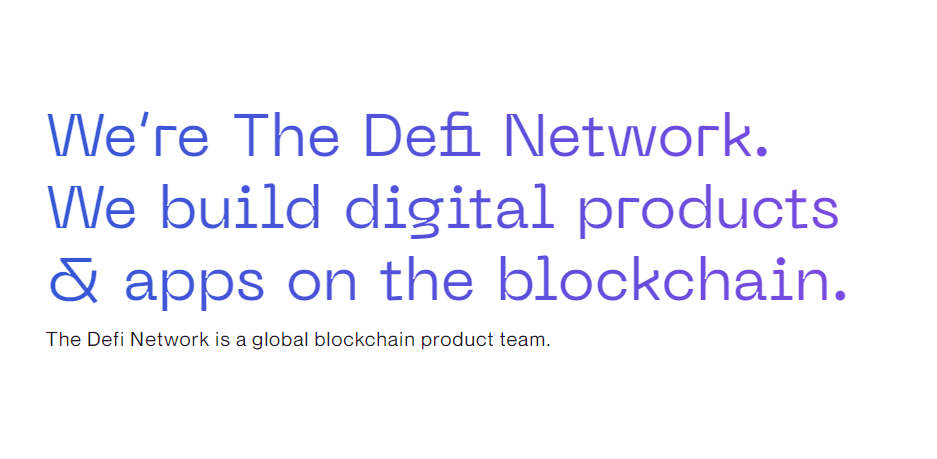 We’re The Defi Network.
We build digital products
& apps on the blockchain.
The Defi Network is a global blockchain product team.